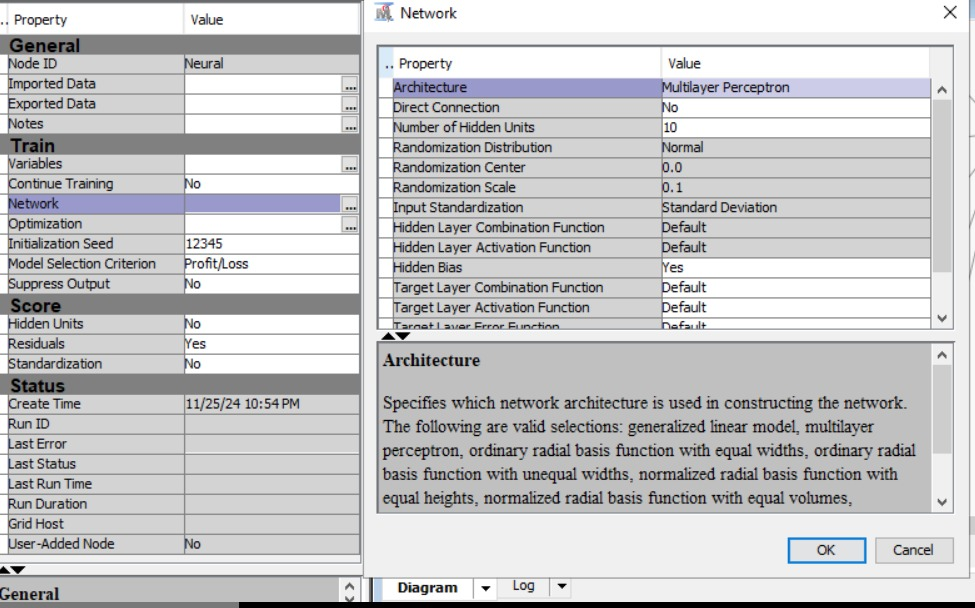 .. Property Value
General
Node ID Neural
Imported Data ...
Exported Data ...
Notes ...
Train
Variables ...
Continue Training No
Network ...
Optimization ...
Initialization Seed 12345
Model Selection Criterion Profit/Loss
Suppress Output No
Score
Hidden Units No
Residuals Yes
Standardization No
Status
Create Time 11/25/24 10:54 PM
Run ID
Last Error
Last Status
Last Run Time
Run Duration
Grid Host
User-Added Node No
General
Network
.. Property Value
Architecture Multilayer Perceptron
Direct Connection No
Number of Hidden Units 10
Randomization Distribution Normal
Randomization Center 0.0
Randomization Scale 0.1
Input Standardization Standard Deviation
Hidden Layer Combination Function Default
Hidden Layer Activation Function Default
Hidden Bias Yes
Target Layer Combination Function Default
Target Layer Activation Function Default
Target Layer Error Function Default
Architecture
Specifies which network architecture is used in constructing the network.
The following are valid selections: generalized linear model, multilayer
perceptron, ordinary radial basis function with equal widths, ordinary radial
basis function with unequal widths, normalized radial basis function with
equal heights, normalized radial basis function with equal volumes,
OK Cancel
Diagram Log